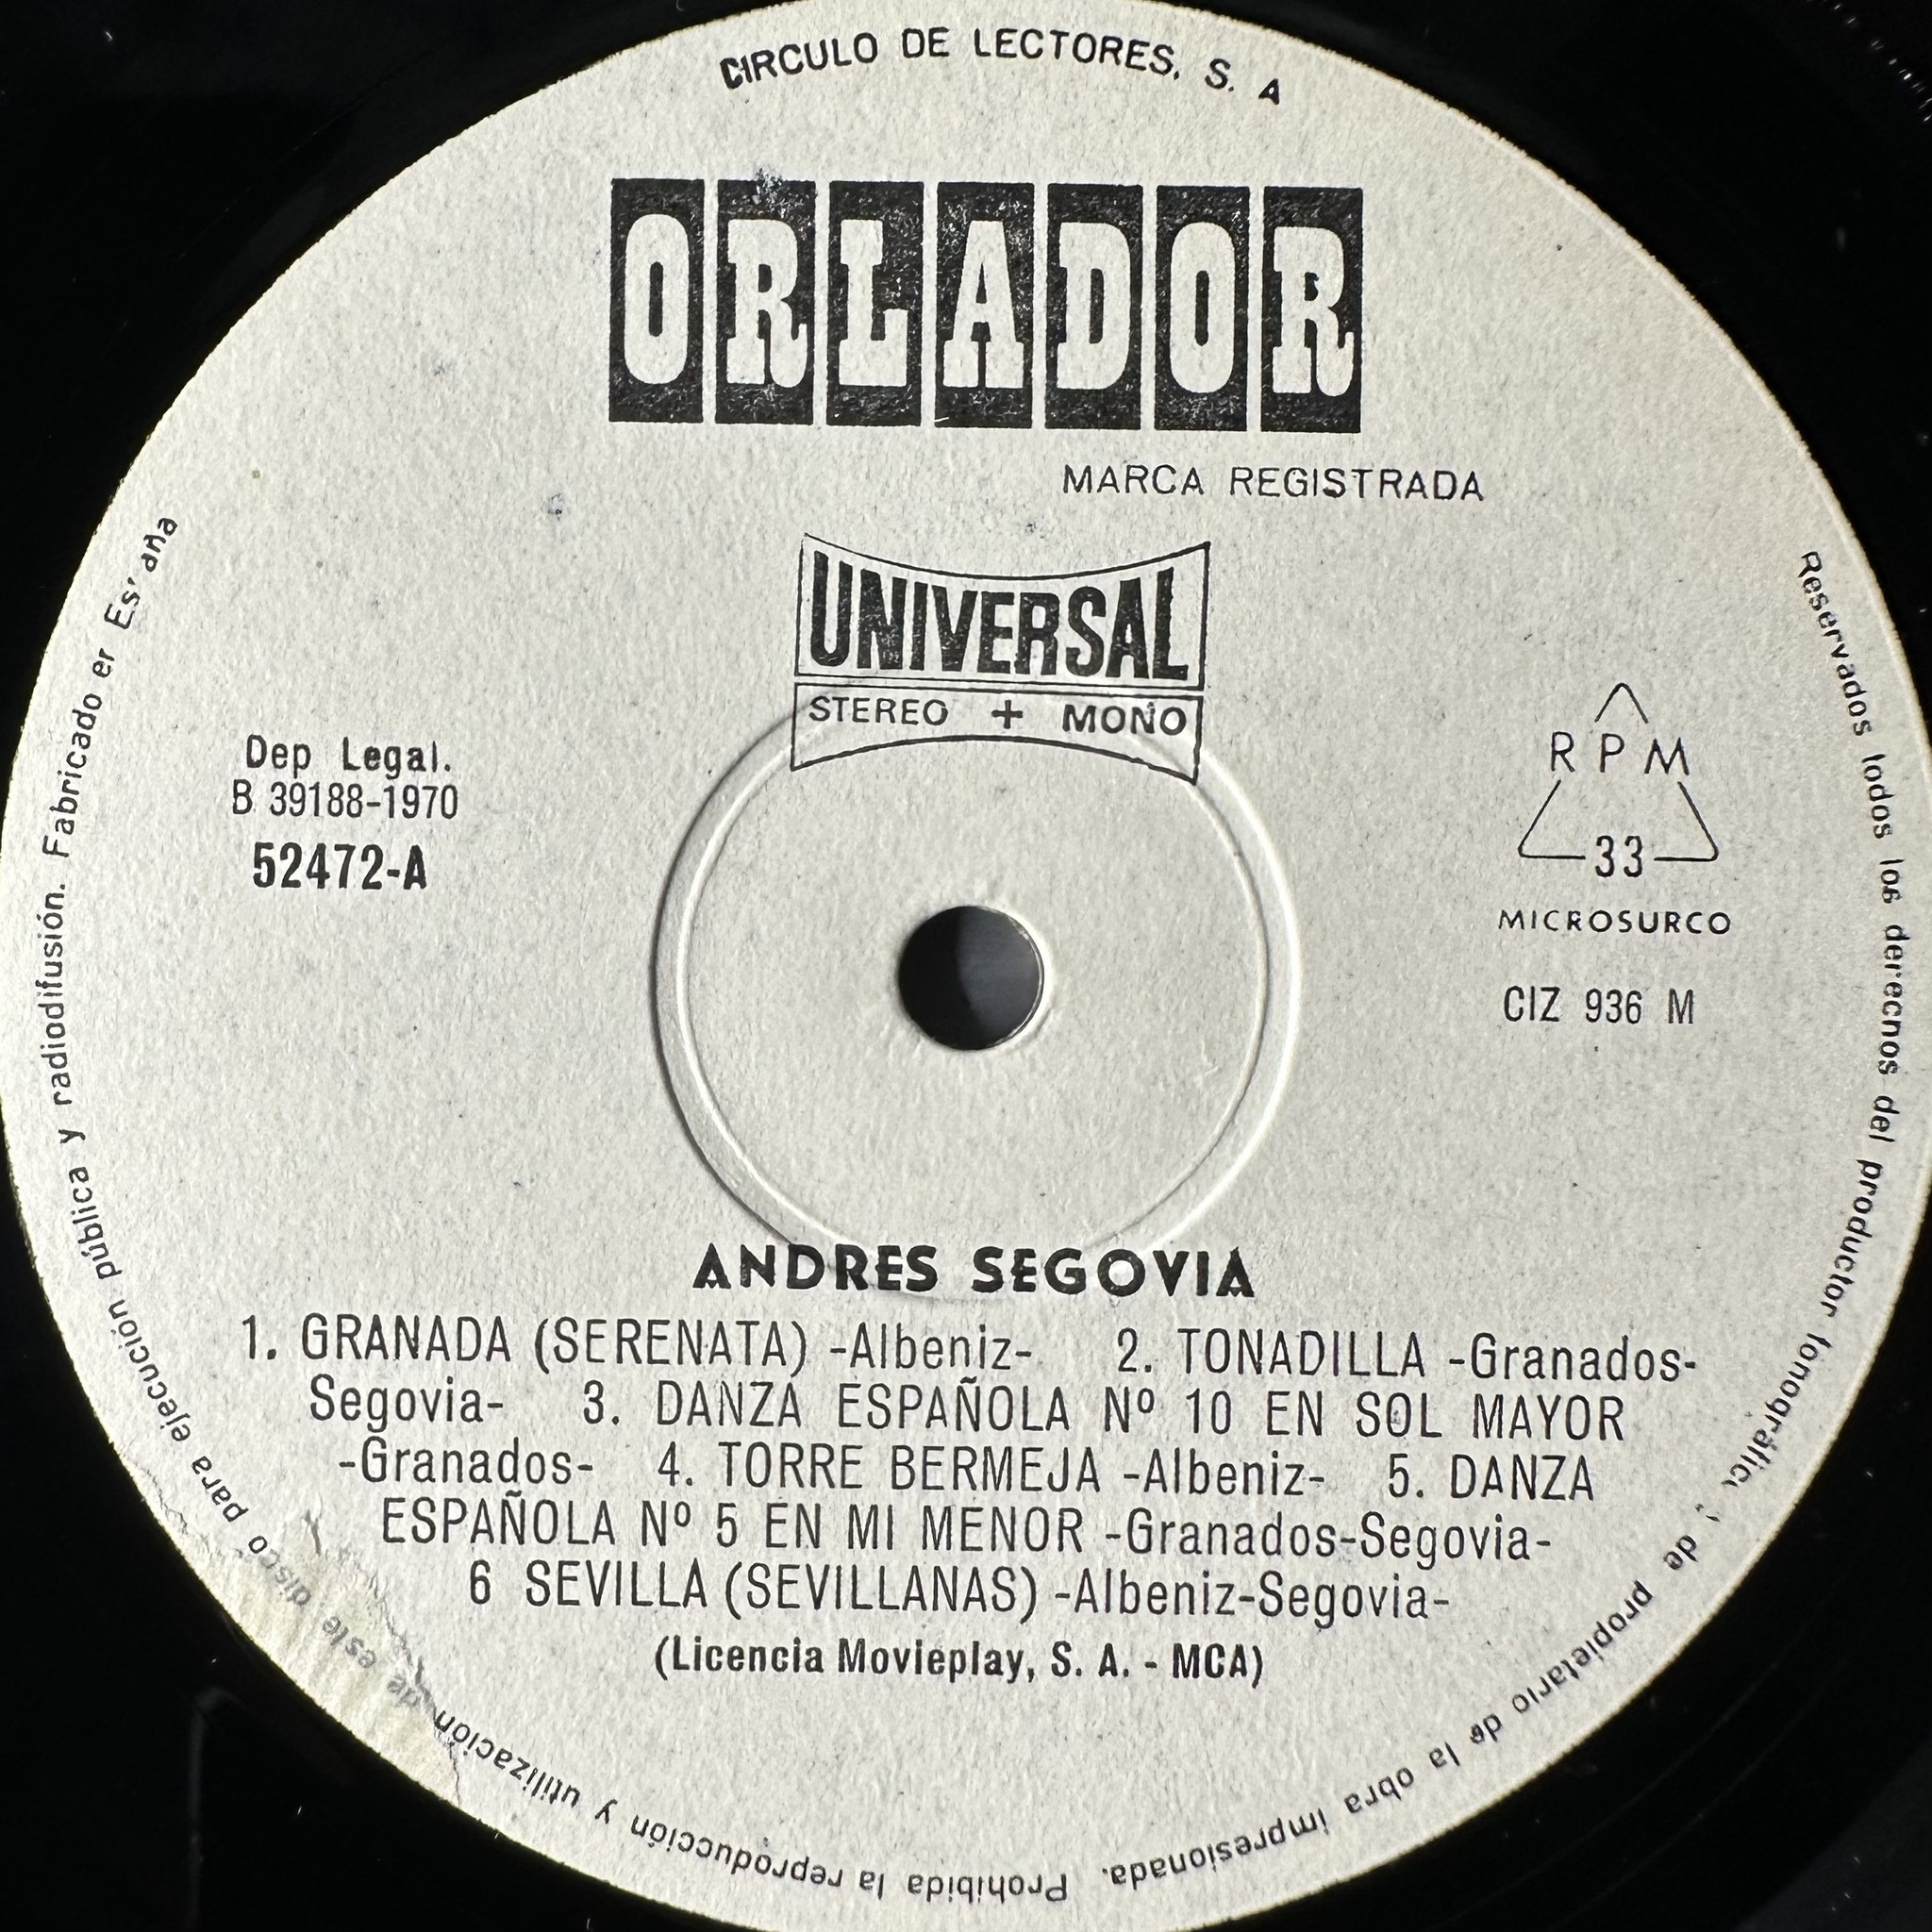 CIRCULO DE LECTORES, S. A
ORLADOR
MARCA REGISTRADA
UNIVERSAL
STEREO + MONO
Dep Legal.
B 39188-1970
52472-A
R P M
33
MICROSURCO
CIZ 936 M
ANDRES SEGOVIA
1. GRANADA (SERENATA) -Albeniz- 2. TONADILLA -Granados-
Segovia- 3. DANZA ESPAÑOLA Nº 10 EN SOL MAYOR
-Granados- 4. TORRE BERMEJA -Albeniz- 5. DANZA
ESPAÑOLA Nº 5 EN MI MENOR -Granados-Segovia-
6 SEVILLA (SEVILLANAS) -Albeniz-Segovia-
(Licencia Movieplay, S. A. - MCA)
Reservados todos los derechos del productor de propietario de la obra impresionada. Prohibida la reproducción y utilización de este disco para ejecución pública y radiodifusión. Fabricado